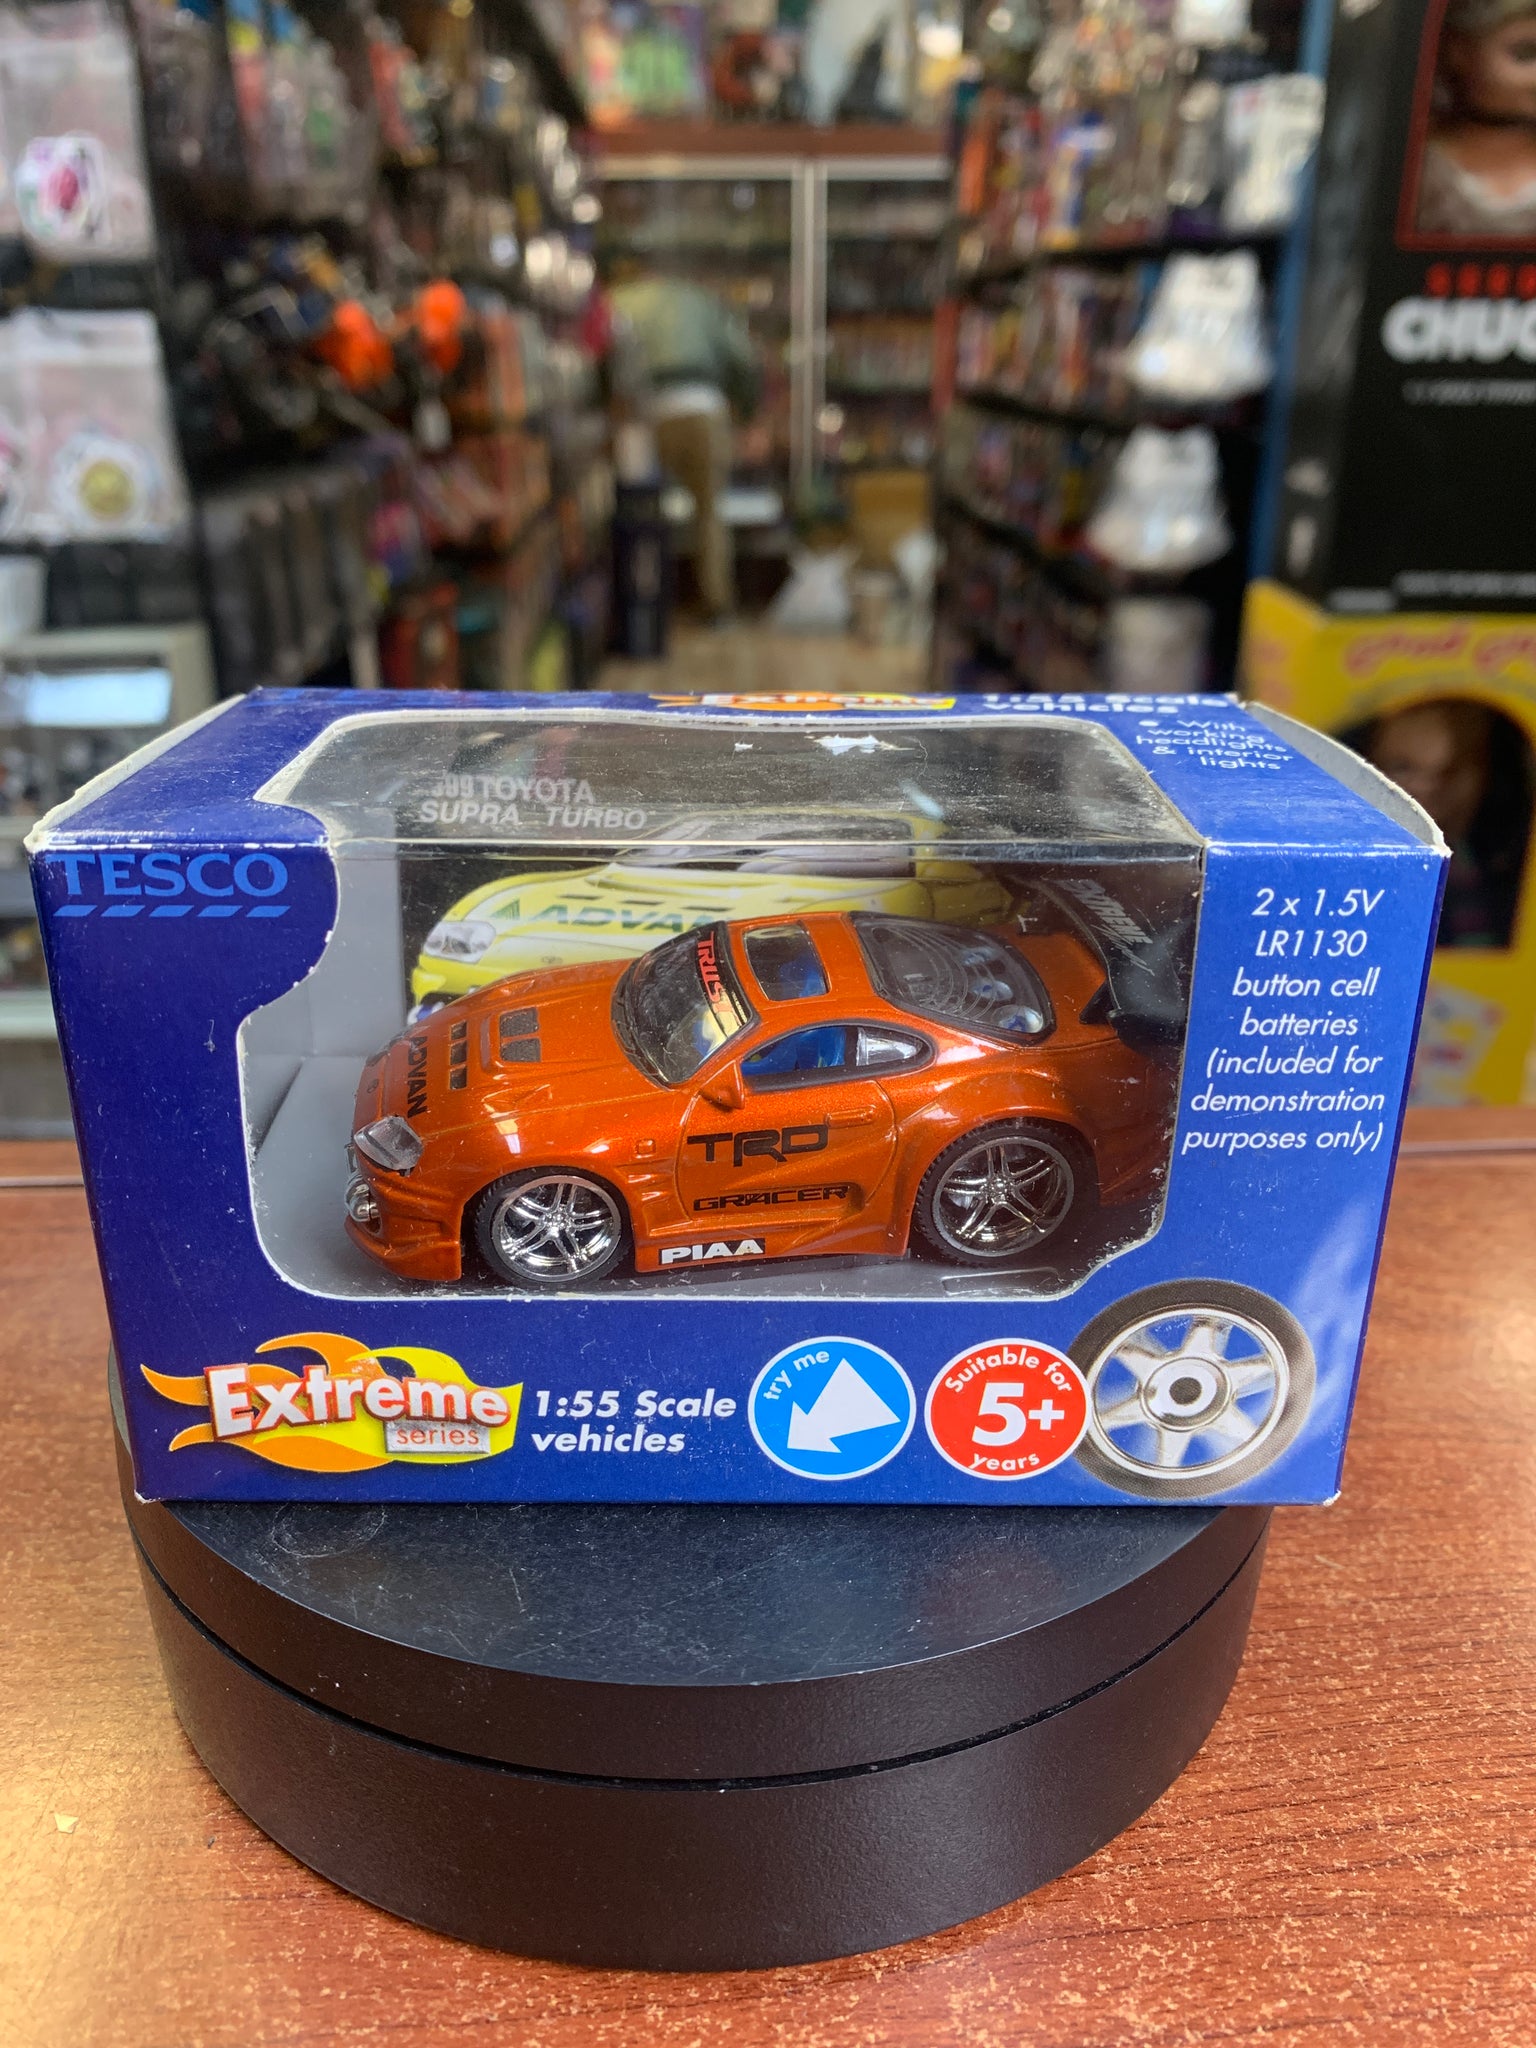 Extreme
1:55 Scale
vehicles
• With
working
headlights
& interior
lights
TOYOTA
SUPRA TURBO
TESCO
ADVAN
TRUST
ADVAN
TRD
GRACER
PIAA
2 x 1.5V
LR1130
button cell
batteries
(included for
demonstration
purposes only)
Extreme
series
1:55 Scale
vehicles
try me
Suitable for
5+
years
CHUC